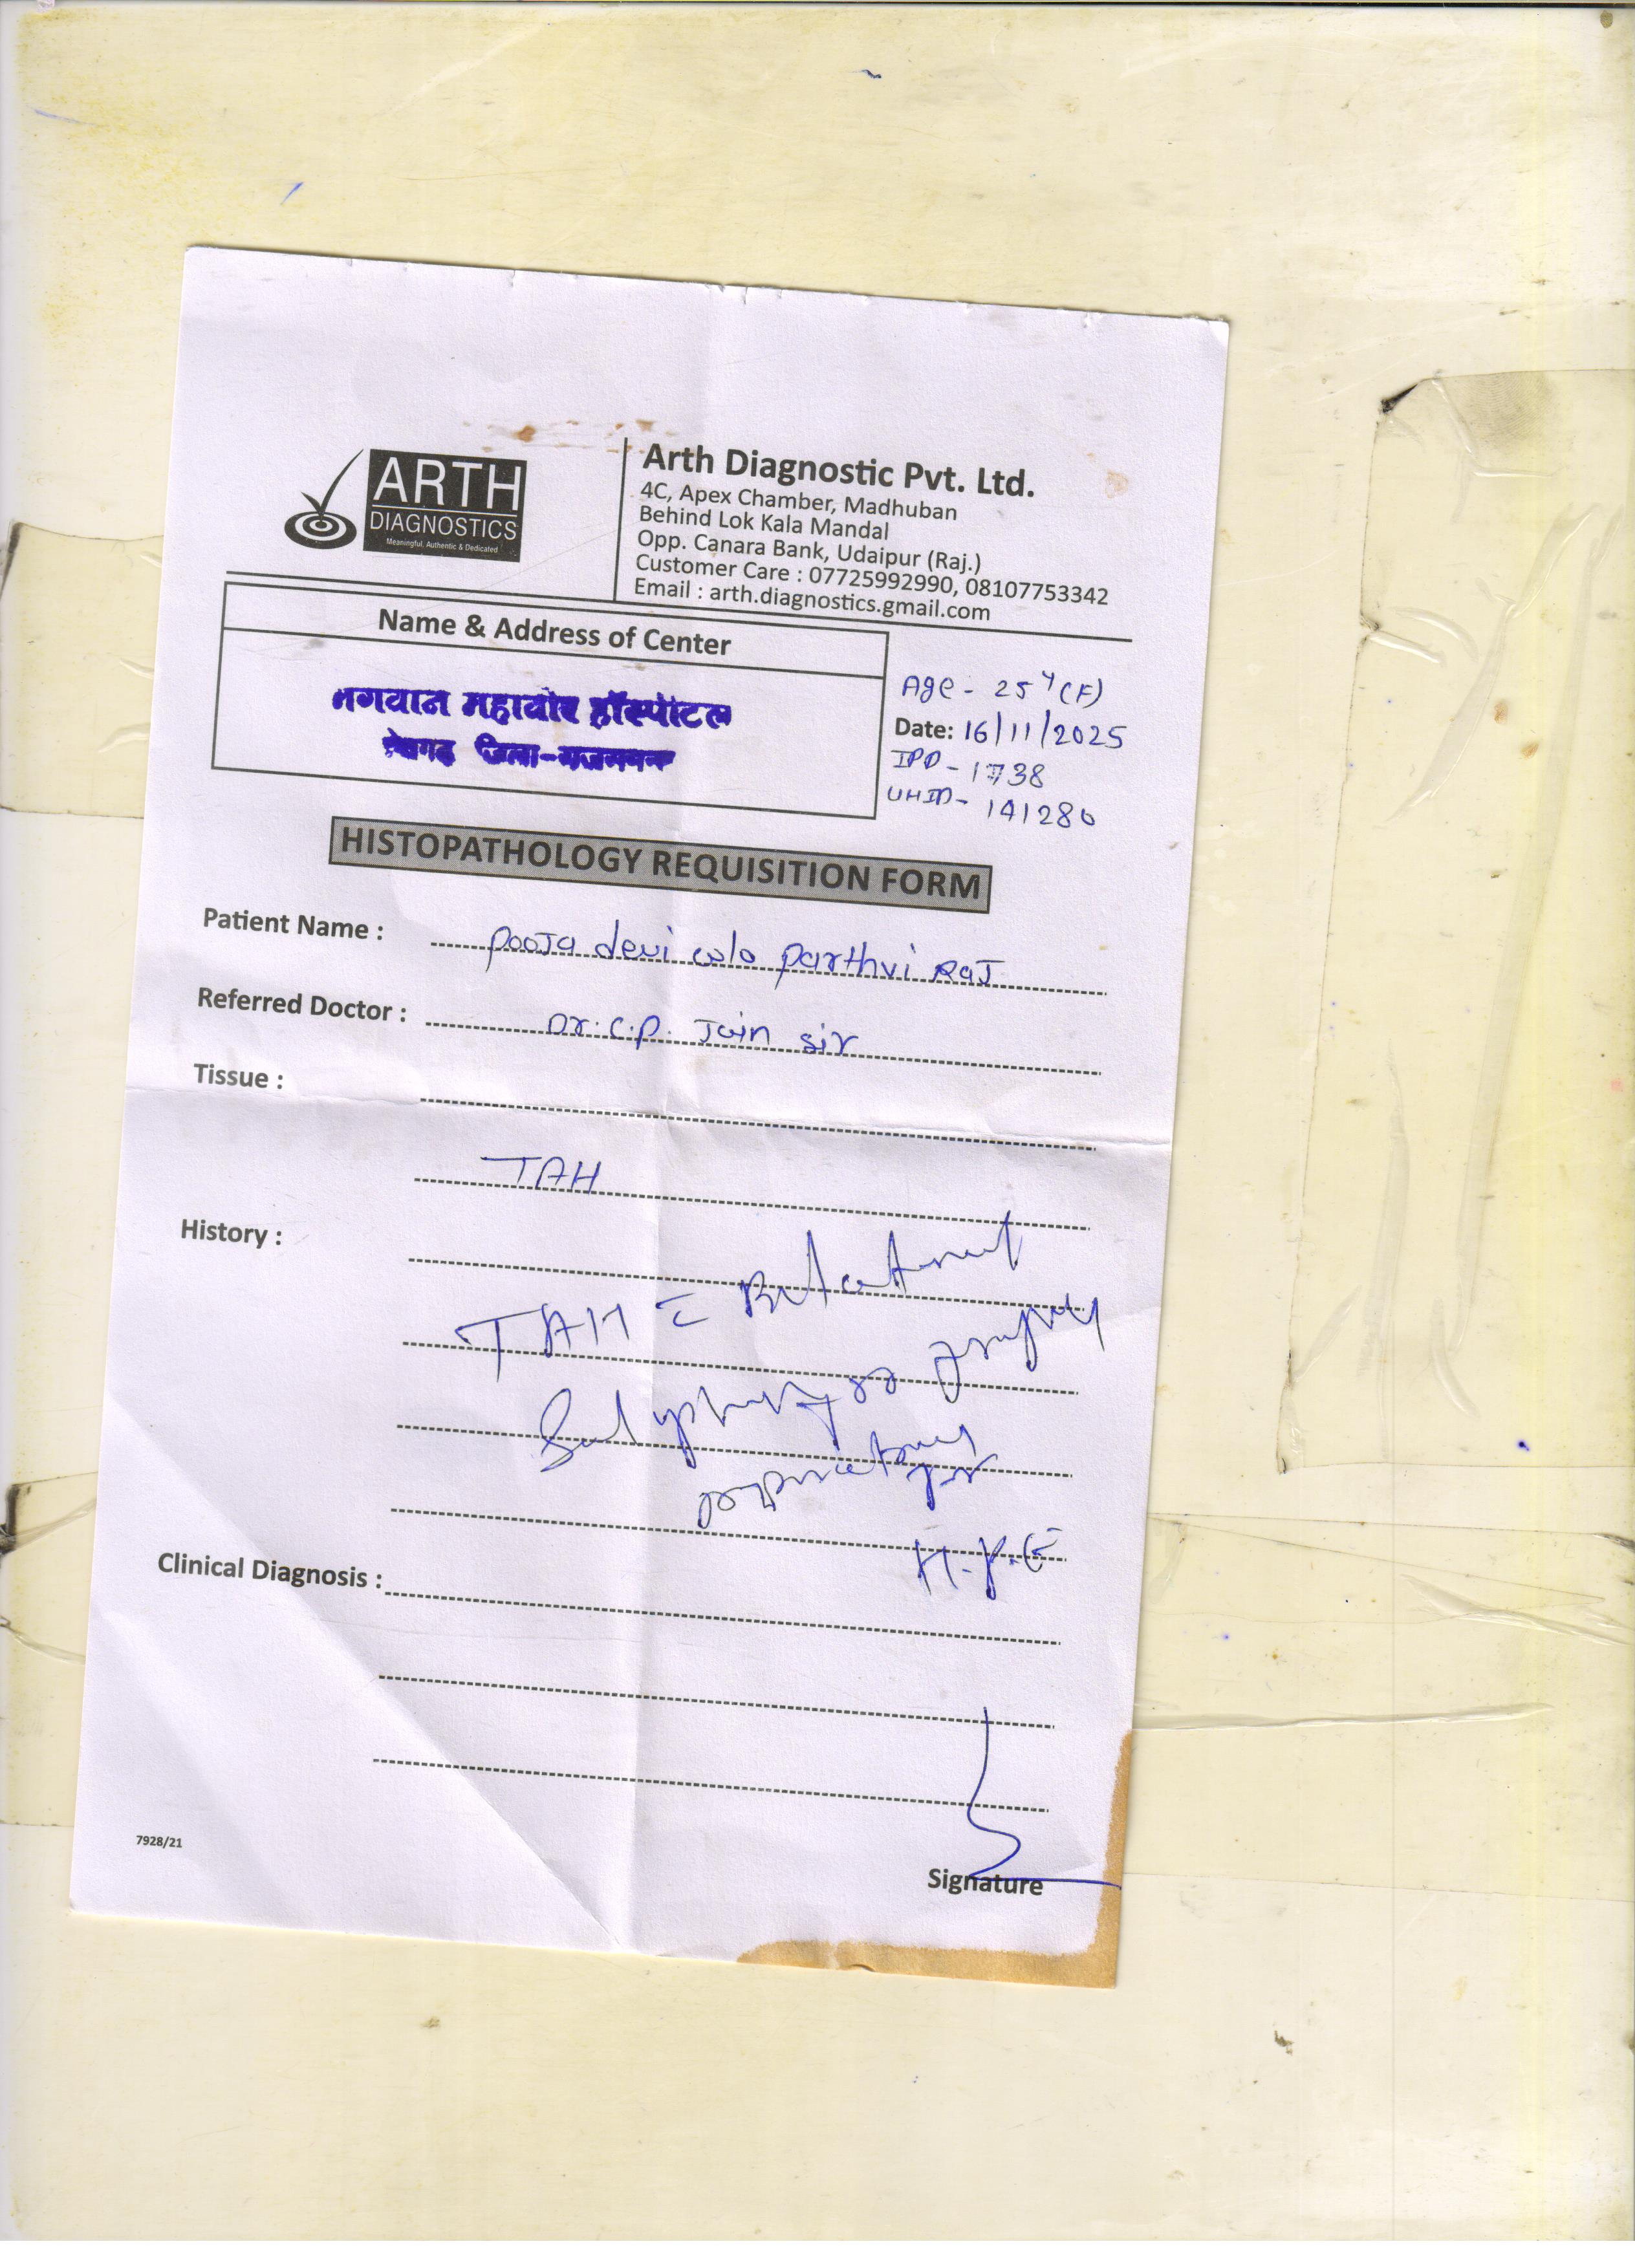 ARTH
DIAGNOSTICS
Meaningful, Authentic & Dedicated
Arth Diagnostic Pvt. Ltd.
4C, Apex Chamber, Madhuban
Behind Lok Kala Mandal
Opp. Canara Bank, Udaipur (Raj.)
Customer Care : 07725992990, 08107753342
Email : arth.diagnostics.gmail.com
Name & Address of Center
भगवान महावीर हॉस्पीटल
जिला-
Age - 25 Y (F)
Date: 16/11/2025
IPD - 1738
UHID - 141280
HISTOPATHOLOGY REQUISITION FORM
Patient Name : Pooja devi w/o Parthvi Raj
Referred Doctor : Dr. C.P. Jain sir
Tissue :
TAH
History :
TAH
H.P.E
Clinical Diagnosis :
7928/21
Signature